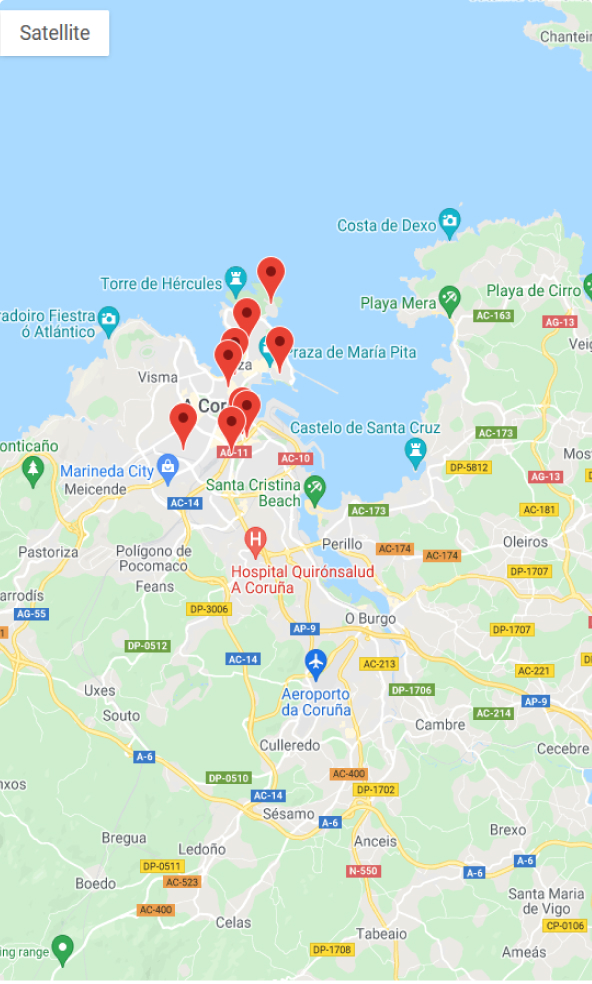 Satellite
Chantei
Costa de Dexo
Torre de Hércules
Playa de Cirro
Playa Mera
AC-163
radoiro Fiestra
ó Atlántico
AG-13
Veig
Praza de María Pita
za
Visma
A Cor
Castelo de Santa Cruz
AC-173
onticaño
AC-11
AC-10
Mos
Marineda City
DP-5812
AG-13
Meicende
Santa Cristina
Beach
AC-14
AC-173
AC-181
H
Perillo
Oleiros
Pastoriza
Polígono de
Pocomaco
AC-174
AC-174
Feans
Hospital Quirónsalud
A Coruña
DP-1707
arrodís
AG-55
DP-3006
O Burgo
AP-9
DP-1707
DP-0512
AC-14
AC-213
AC-221
Uxes
Aeroporto
da Coruña
DP-1706
AP-9
Souto
AC-214
Cambre
Culleredo
Cecebre
A-6
AC-400
nxos
DP-0510
DP-1702
AC-14
Sésamo
A-6
Brexo
Bregua
Anceis
Ledoño
A-6
DP-0511
N-550
A-6
Boedo
AC-523
Santa Maria
de Vigo
AC-400
Celas
CP-0106
Tabeaio
ing range
DP-1708
Ameás